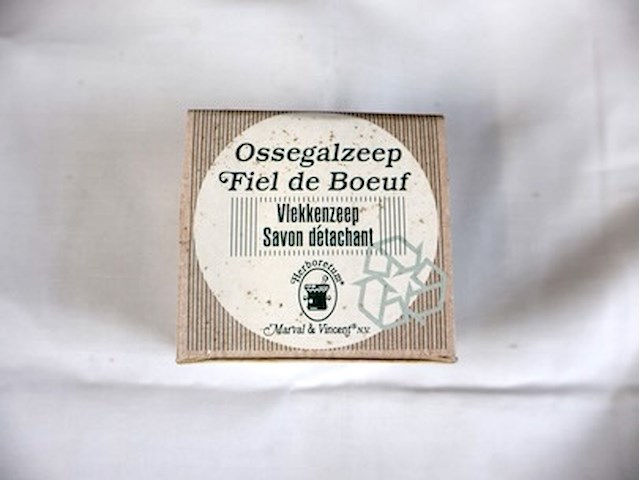 Ossegalzeep
Fiel de Boeuf
Vlekkenzeep
Savon détachant
Herboretum®
Marval & Vincent® N.V.